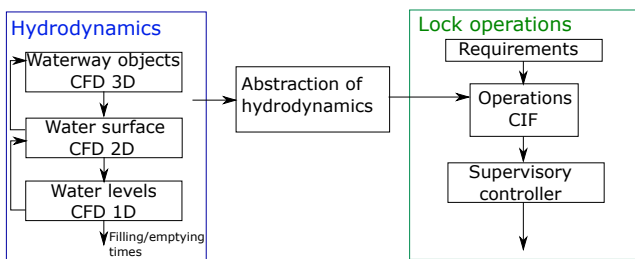 Hydrodynamics
Waterway objects
CFD 3D
Water surface
CFD 2D
Water levels
CFD 1D
Filling/emptying
times
Abstraction of
hydrodynamics
Lock operations
Requirements
Operations
CIF
Supervisory
controller